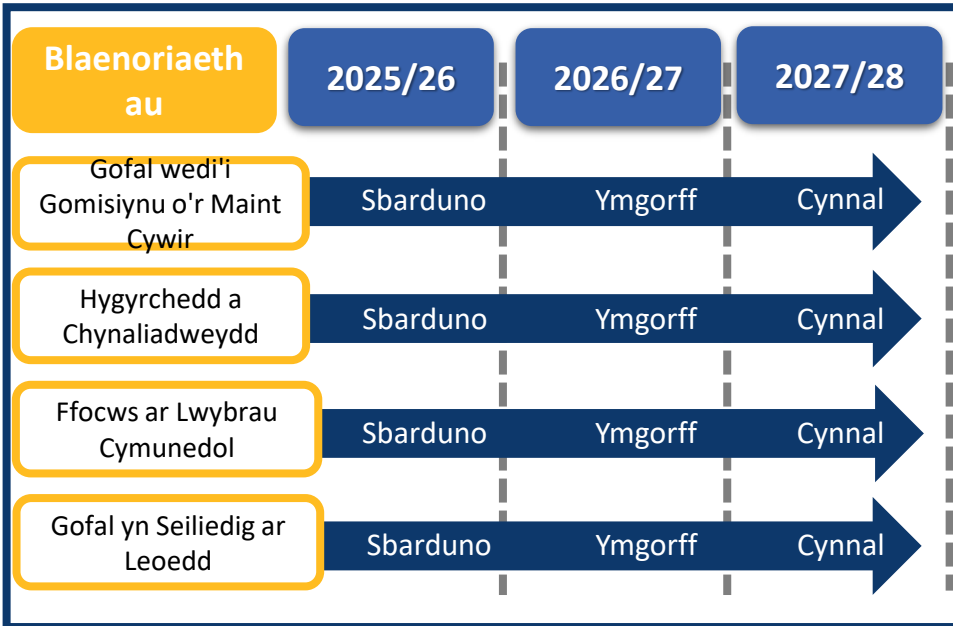 Blaenoriaeth
au
2025/26
2026/27
2027/28
Gofal wedi'i
Gomisiynu o'r Maint
Cywir
Sbarduno
Ymgorff
Cynnal
Hygyrchedd a
Chynaliadweydd
Sbarduno
Ymgorff
Cynnal
Ffocws ar Lwybrau
Cymunedol
Sbarduno
Ymgorff
Cynnal
Gofal yn Seiliedig ar
Leoedd
Sbarduno
Ymgorff
Cynnal